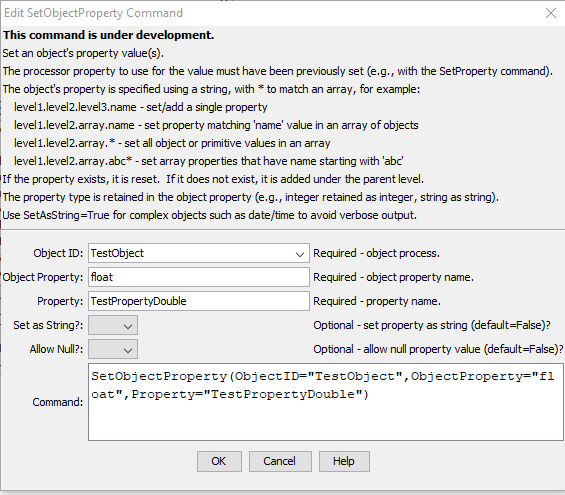 Edit SetObjectProperty Command
This command is under development.
Set an object's property value(s).
The processor property to use for the value must have been previously set (e.g., with the SetProperty command).
The object's property is specified using a string, with * to match an array, for example:
level1.level2.level3.name - set/add a single property
level1.level2.array.name - set property matching 'name' value in an array of objects
level1.level2.array.* - set all object or primitive values in an array
level1.level2.array.abc* - set array properties that have name starting with 'abc'
If the property exists, it is reset.  If it does not exist, it is added under the parent level.
The property type is retained in the object property (e.g., integer retained as integer, string as string).
Use SetAsString=True for complex objects such as date/time to avoid verbose output.
Object ID: TestObject Required - object process.
Object Property: float Required - object property name.
Property: TestPropertyDouble Required - property name.
Set as String?: Optional - set property as string (default=False)?
Allow Null?: Optional - allow null property value (default=False)?
SetObjectProperty(ObjectID="TestObject",ObjectProperty="fl
Command: oat",Property="TestPropertyDouble")
OK Cancel Help